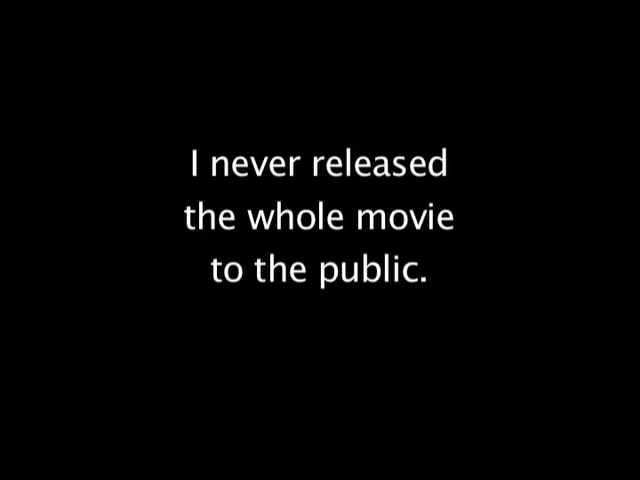 I never released
the whole movie
to the public.